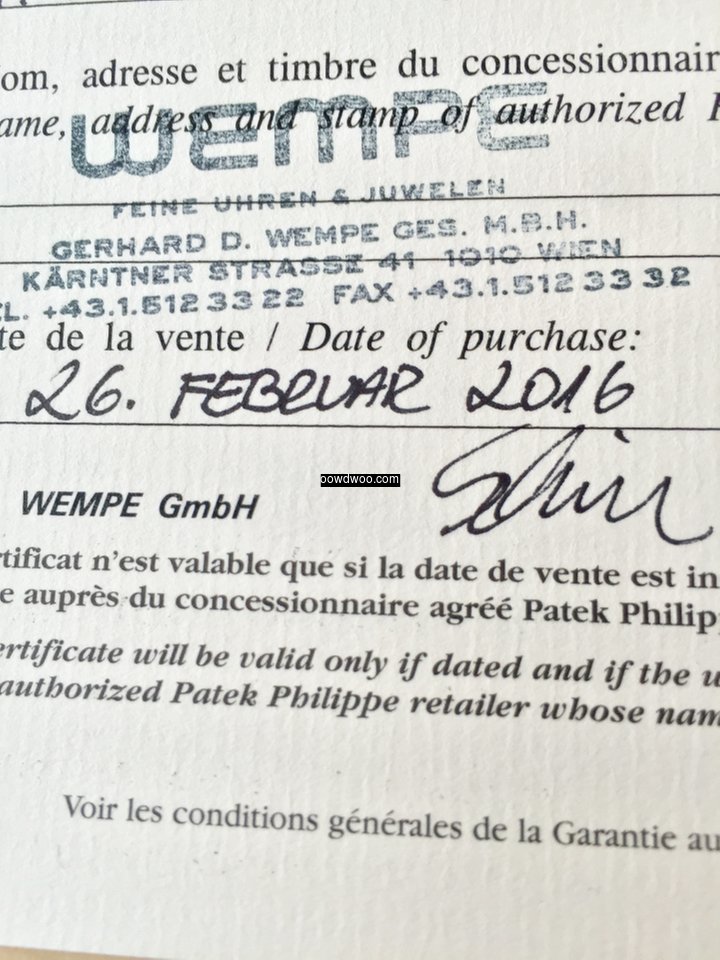 om, adresse et timbre du concessionnair
ame, address and stamp of authorized
WEMPE
FEINE UHREN & JUWELEN
GERHARD D. WEMPE GES. M.B.H.
KÄRNTNER STRASSE 41 1010 WIEN
EL. +43.1.512 33 22 FAX +43.1.512 33 32
te de la vente / Date of purchase:
26. FEBRUAR 2016
oowdwoo.com
WEMPE GmbH
rtificat n'est valable que si la date de vente est in
e auprès du concessionnaire agréé Patek Philip
ertificate will be valid only if dated and if the u
authorized Patek Philippe retailer whose nam
Voir les conditions générales de la Garantie au